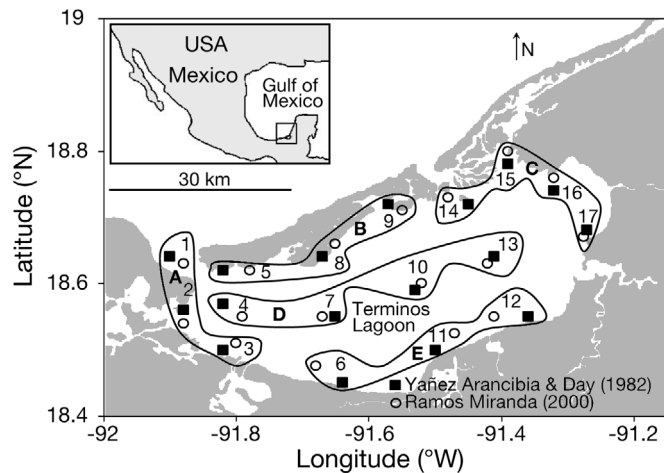 19
18.8
18.6
18.4
Latitude (°N)
-92
-91.8
-91.6
-91.4
-91.2
Longitude (°W)
USA
Mexico
Gulf of
Mexico
N
30 km
A
B
C
D
E
1
2
3
4
5
6
7
8
9
10
11
12
13
14
15
16
17
Terminos
Lagoon
Yañez Arancibia & Day (1982)
Ramos Miranda (2000)